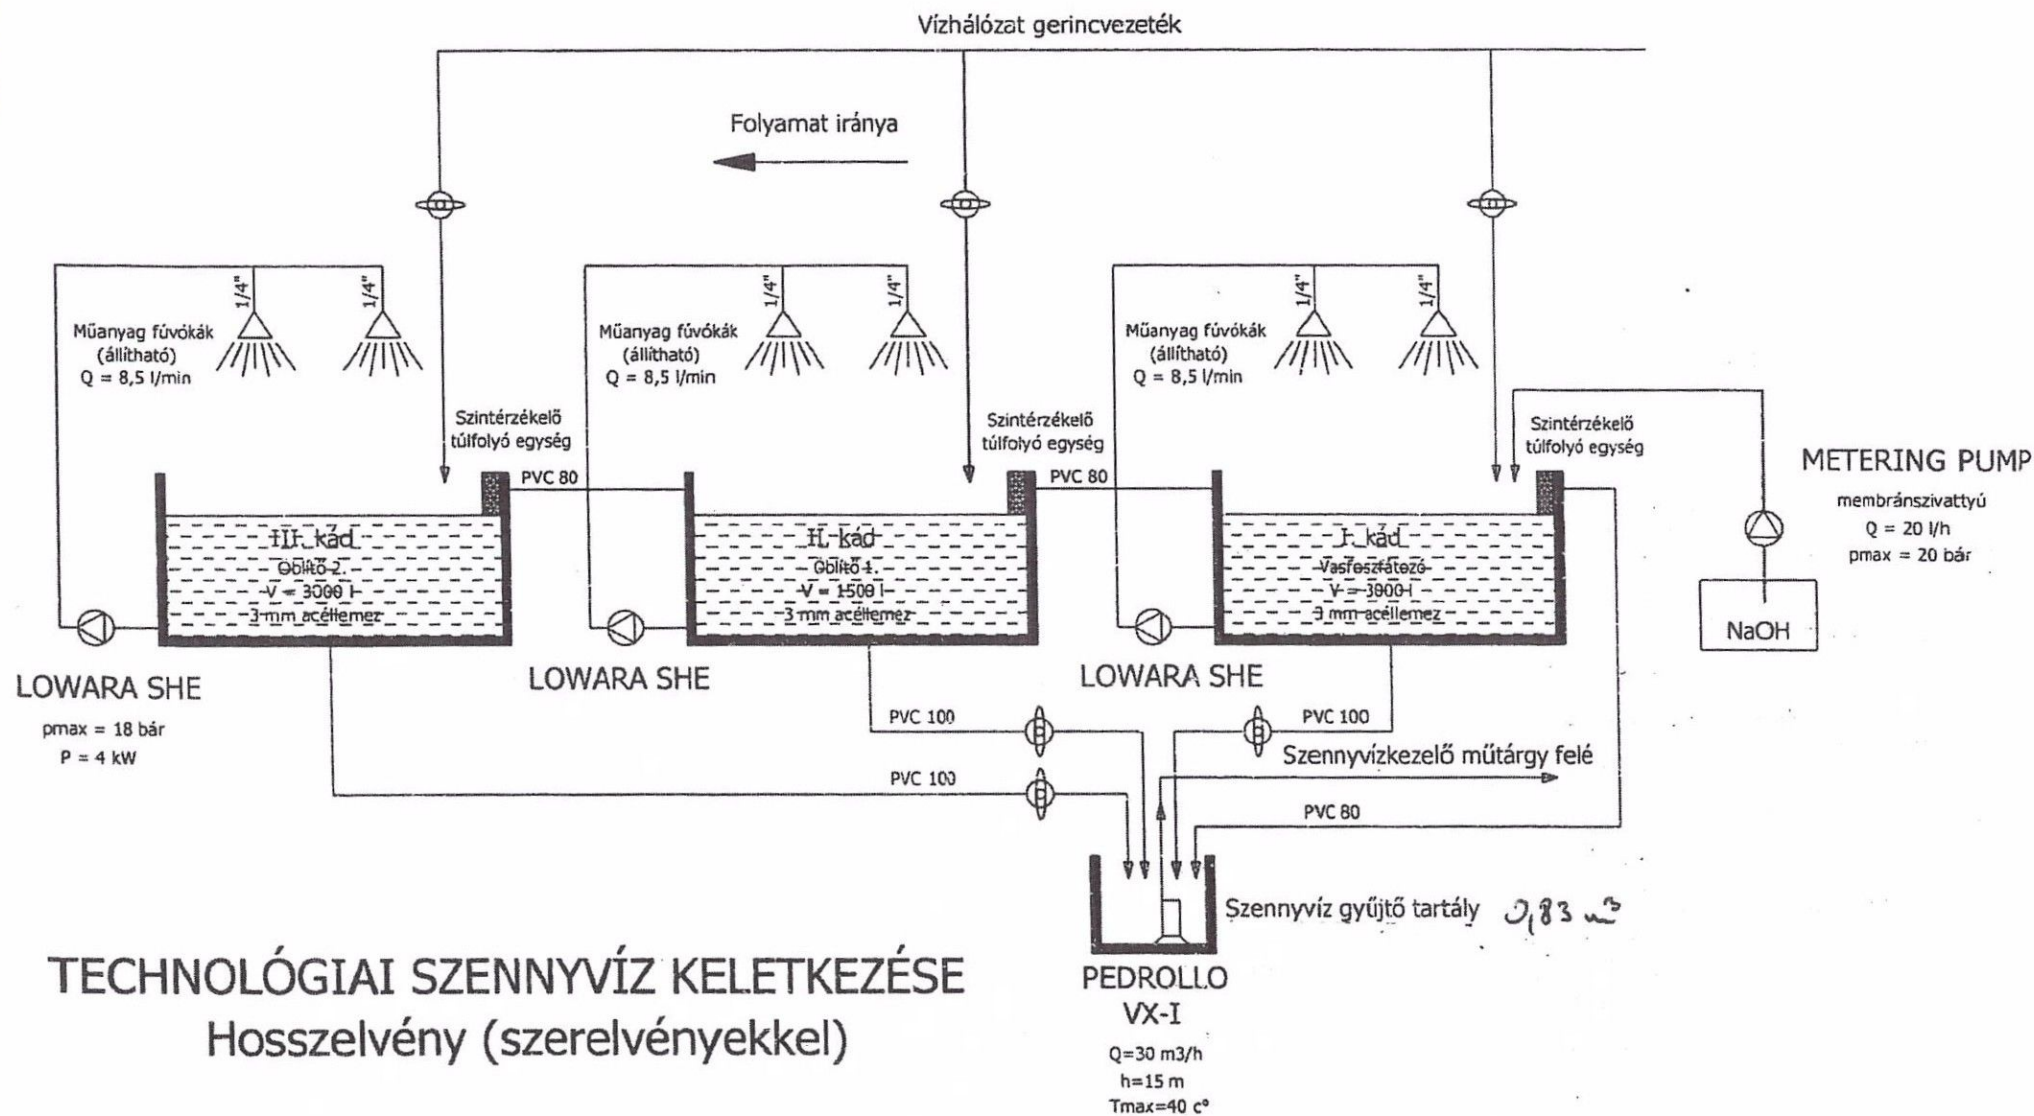 Vízhálózat gerincvezeték
Folyamat iránya
1/4"
1/4"
1/4"
1/4"
1/4"
1/4"
Műanyag fúvókák
(állítható)
Q = 8,5 l/min
Műanyag fúvókák
(állítható)
Q = 8,5 l/min
Műanyag fúvókák
(állítható)
Q = 8,5 l/min
Szintérzékelő
túlfolyó egység
Szintérzékelő
túlfolyó egység
Szintérzékelő
túlfolyó egység
PVC 80
PVC 80
METERING PUMP
membránszivattyú
Q = 20 l/h
pmax = 20 bár
NaOH
III. kád
Öblítő 2.
V = 3000 l
3 mm acéllemez
II. kád
Öblítő 1.
V = 1500 l
3 mm acéllemez
I. kád
Vasfoszfátozó
V = 3000 l
3 mm acéllemez
LOWARA SHE
pmax = 18 bár
P = 4 kW
LOWARA SHE
LOWARA SHE
PVC 100
PVC 100
Szennyvízkezelő műtárgy felé
PVC 100
PVC 80
Szennyvíz gyűjtő tartály 0,83 m³
PEDROLLO
VX-I
Q=30 m3/h
h=15 m
Tmax=40 c°
TECHNOLÓGIAI SZENNYVÍZ KELETKEZÉSE
Hosszelvény (szerelvényekkel)